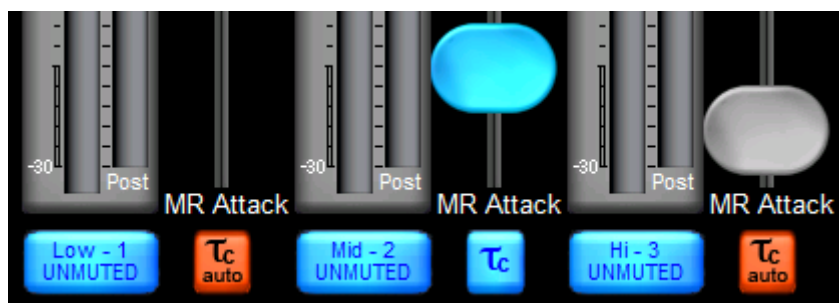 -30
Post
MR Attack
-30
Post
MR Attack
-30
Post
MR Attack
Low - 1
UNMUTED
τc
auto
Mid - 2
UNMUTED
τc
Hi - 3
UNMUTED
τc
auto